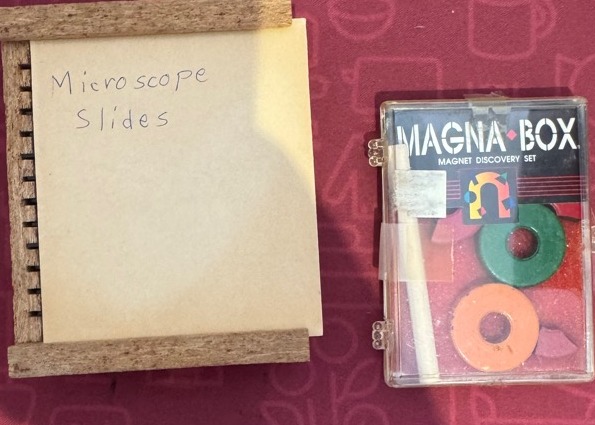 Microscope
Slides
MAGNA♦BOX
MAGNET DISCOVERY SET